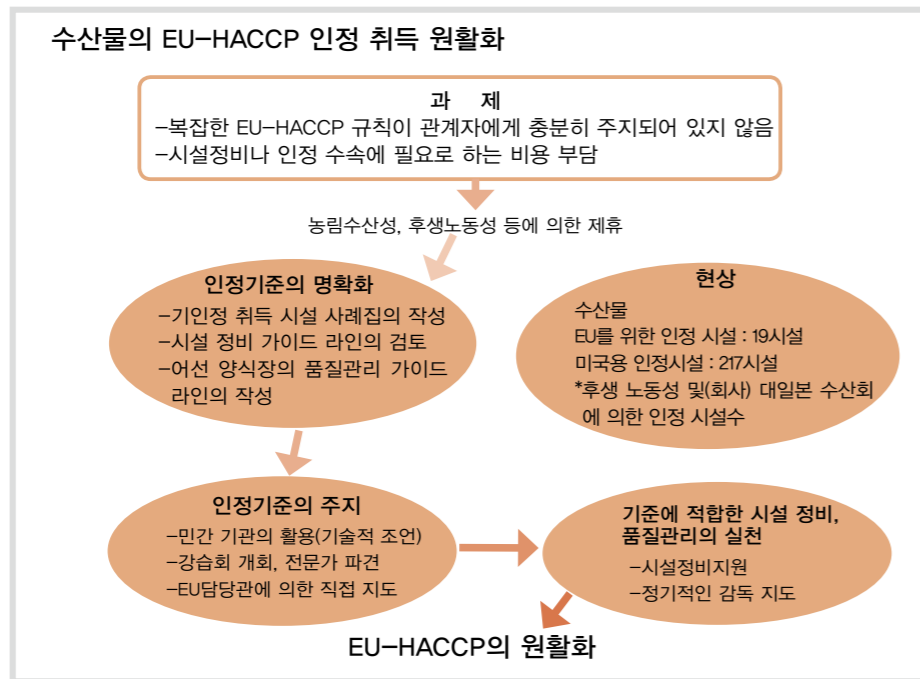 수산물의 EU-HACCP 인정 취득 원활화
과 제
-복잡한 EU-HACCP 규칙이 관계자에게 충분히 주지되어 있지 않음
-시설정비나 인정 수속에 필요로 하는 비용 부담
농림수산성, 후생노동성 등에 의한 제휴
인정기준의 명확화
-기인정 취득 시설 사례집의 작성
-시설 정비 가이드 라인의 검토
-어선 양식장의 품질관리 가이드
라인의 작성
현상
수산물
EU를 위한 인정 시설 : 19시설
미국용 인정시설 : 217시설
*후생 노동성 및(회사) 대일본 수산회
에 의한 인정 시설수
인정기준의 주지
-민간 기관의 활용(기술적 조언)
-강습회 개회, 전문가 파견
-EU담당관에 의한 직접 지도
기준에 적합한 시설 정비,
품질관리의 실천
-시설정비지원
-정기적인 감독 지도
EU-HACCP의 원활화